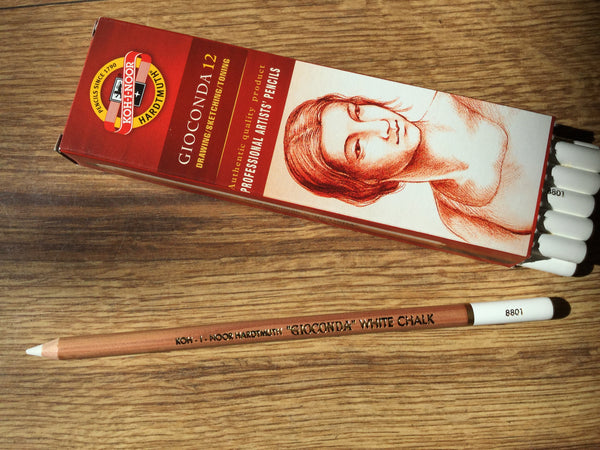 PENCILS SINCE 1790
KOH-I-NOOR
HARDTMUTH
GIOCONDA 12
DRAWING/SKETCHING/TONING
Authentic quality product
PROFESSIONAL ARTISTS' PENCILS
8801
KOH-I-NOOR HARDTMUTH "GIOCONDA" WHITE CHALK
8801